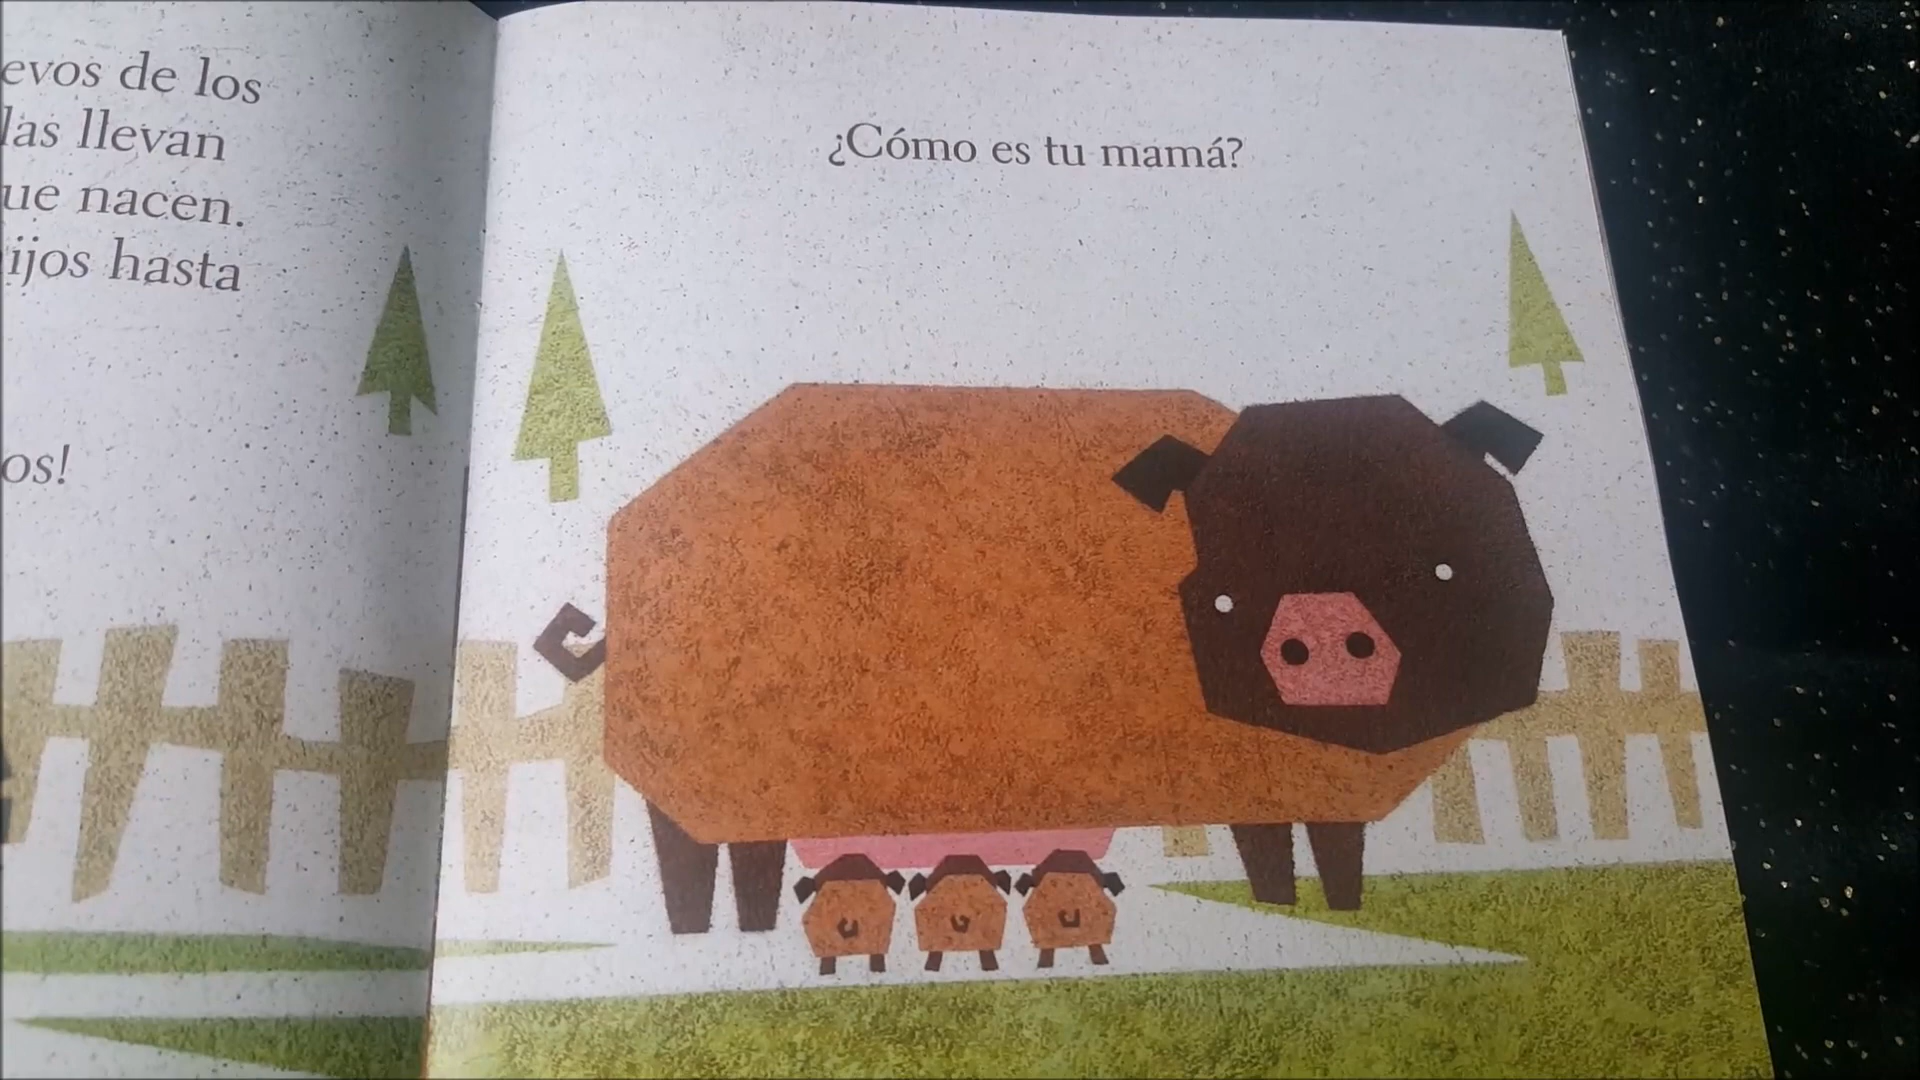 evos de los
las llevan
ue nacen.
ijos hasta
os!
¿Cómo es tu mamá?